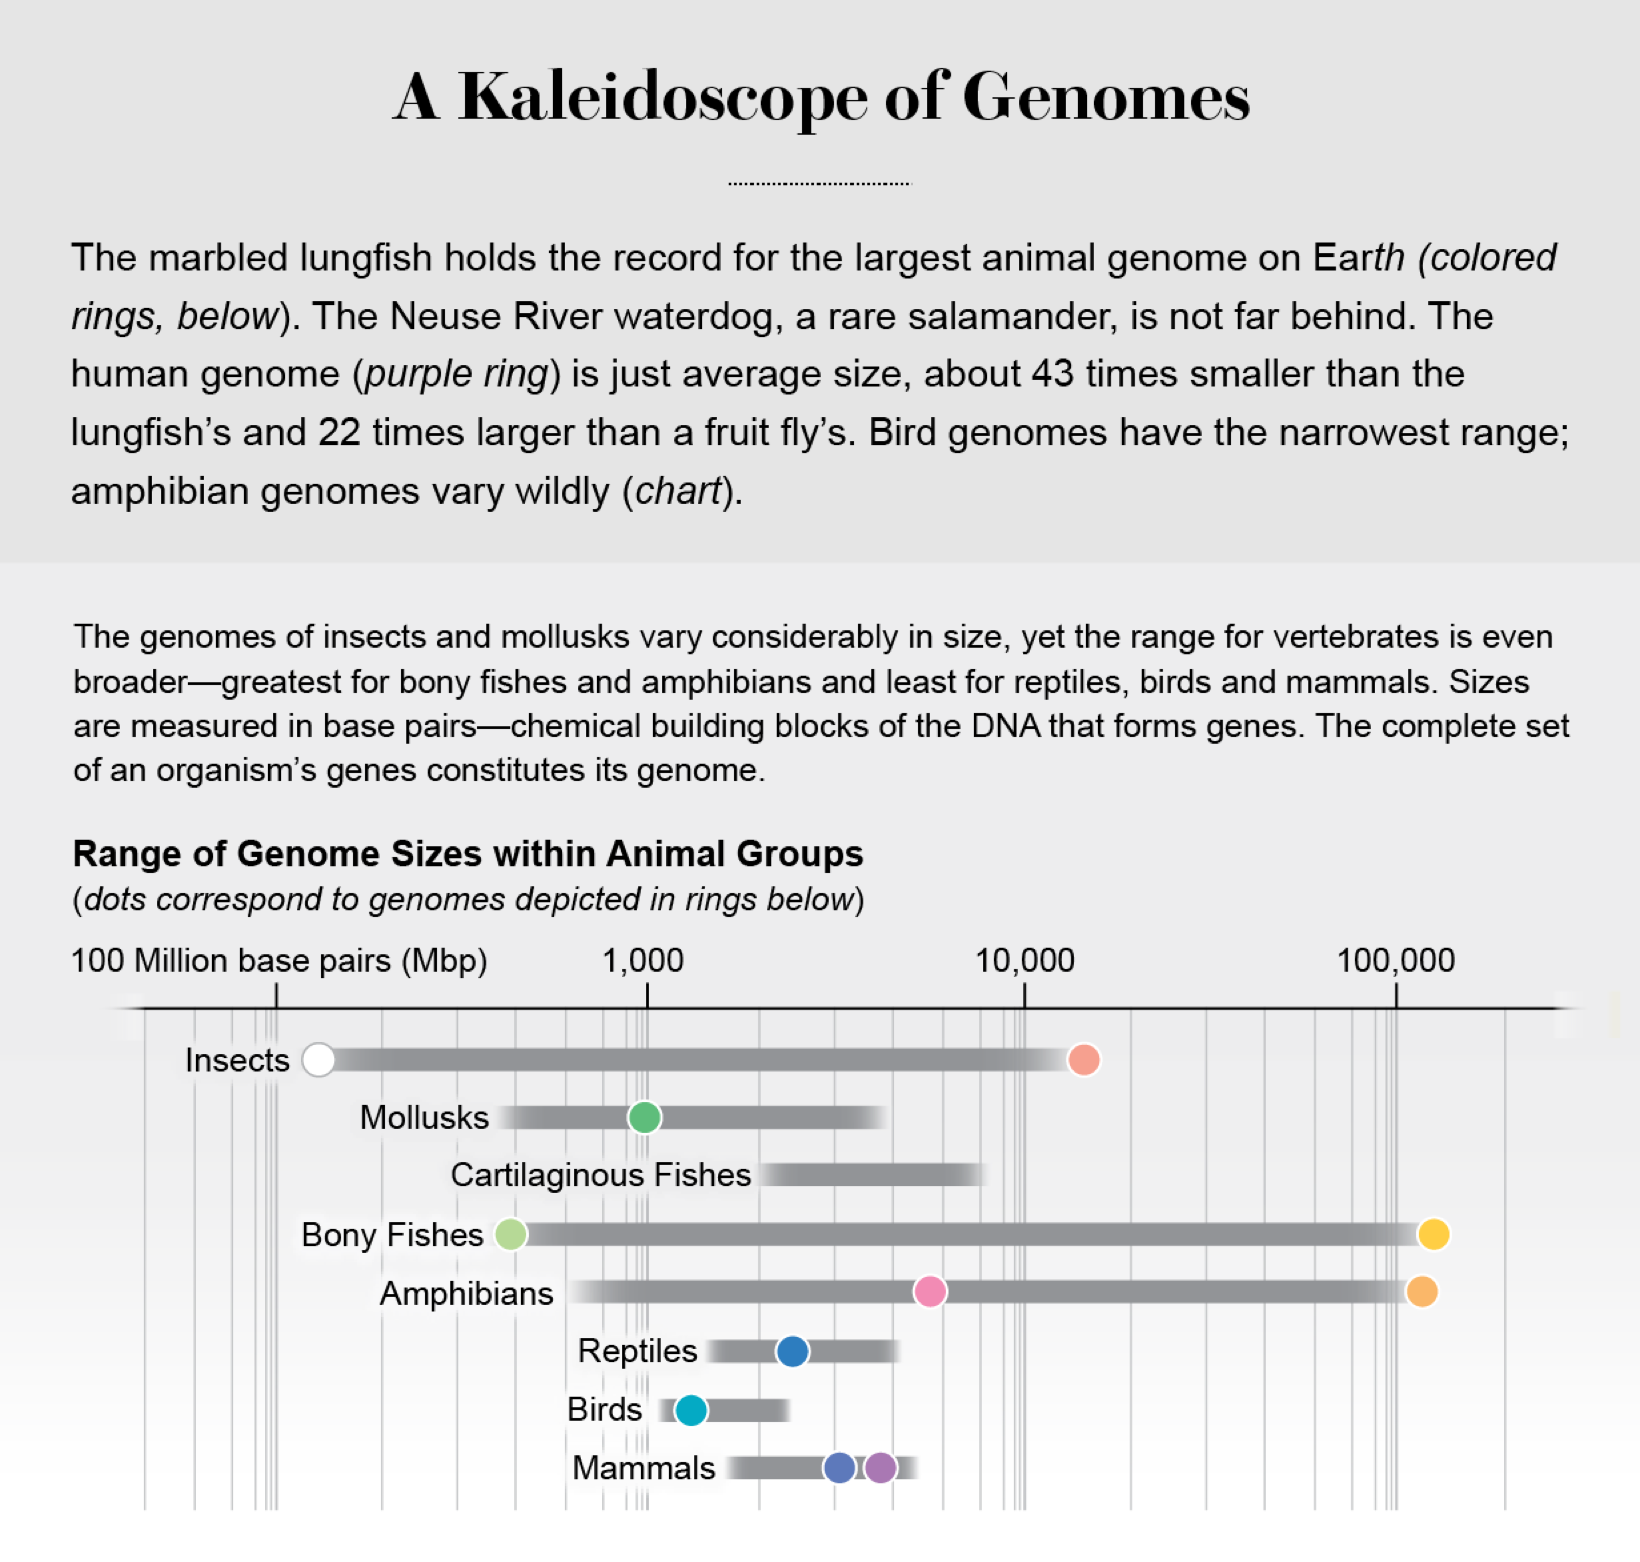 A Kaleidoscope of Genomes
The marbled lungfish holds the record for the largest animal genome on Earth (colored
rings, below). The Neuse River waterdog, a rare salamander, is not far behind. The
human genome (purple ring) is just average size, about 43 times smaller than the
lungfish’s and 22 times larger than a fruit fly’s. Bird genomes have the narrowest range;
amphibian genomes vary wildly (chart).
The genomes of insects and mollusks vary considerably in size, yet the range for vertebrates is even
broader—greatest for bony fishes and amphibians and least for reptiles, birds and mammals. Sizes
are measured in base pairs—chemical building blocks of the DNA that forms genes. The complete set
of an organism’s genes constitutes its genome.
Range of Genome Sizes within Animal Groups
(dots correspond to genomes depicted in rings below)
100 Million base pairs (Mbp) 1,000 10,000 100,000
Insects
Mollusks
Cartilaginous Fishes
Bony Fishes
Amphibians
Reptiles
Birds
Mammals